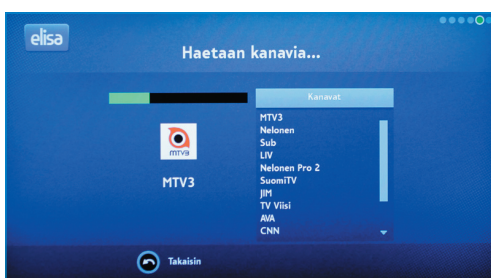 elisa
Haetaan kanavia...
Kanavat
MTV3
Nelonen
Sub
LIV
Nelonen Pro 2
SuomiTV
JIM
TV Viisi
AVA
CNN
MTV3
MTV3
Takaisin